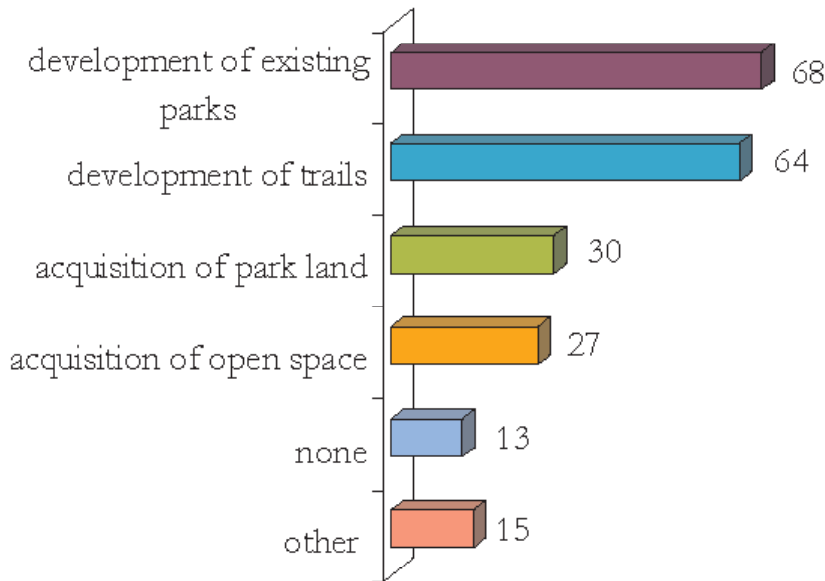 development of existing
parks
68
development of trails
64
acquisition of park land
30
acquisition of open space
27
none
13
other
15